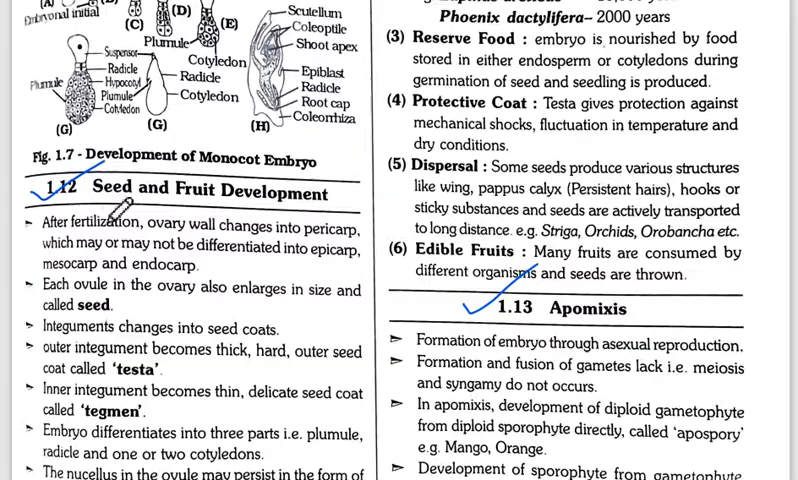 Embryonal initial
(C)
(D)
(E)
Plumule
Cotyledon
Suspensor
Radicle
Hypocotyl
Plumule
Cotyledon
Plumule
(G)
Radicle
Cotyledon
(G)
Scutellum
Coleoptile
Shoot apex
Epiblast
Radicle
Root cap
Coleorrhiza
(H)
Fig. 1.7 - Development of Monocot Embryo
1.12 Seed and Fruit Development
➢ After fertilization, ovary wall changes into pericarp,
which may or may not be differentiated into epicarp,
mesocarp and endocarp.
➢ Each ovule in the ovary also enlarges in size and
called seed.
➢ Integuments changes into seed coats.
➢ outer integument becomes thick, hard, outer seed
coat called 'testa'.
➢ Inner integument becomes thin, delicate seed coat
called 'tegmen'.
➢ Embryo differentiates into three parts i.e. plumule,
radicle and one or two cotyledons.
➢ The nucellus in the ovule may persist in the form of
Phoenix dactylifera– 2000 years
(3) Reserve Food : embryo is nourished by food
stored in either endosperm or cotyledons during
germination of seed and seedling is produced.
(4) Protective Coat : Testa gives protection against
mechanical shocks, fluctuation in temperature and
dry conditions.
(5) Dispersal : Some seeds produce various structures
like wing, pappus calyx (Persistent hairs), hooks or
sticky substances and seeds are actively transported
to long distance. e.g. Striga, Orchids, Orobancha etc.
(6) Edible Fruits : Many fruits are consumed by
different organisms and seeds are thrown.
1.13 Apomixis
➢ Formation of embryo through asexual reproduction.
➢ Formation and fusion of gametes lack i.e. meiosis
and syngamy do not occurs.
➢ In apomixis, development of diploid gametophyte
from diploid sporophyte directly, called 'apospory'
e.g. Mango, Orange.
➢ Development of sporophyte from gametophyte